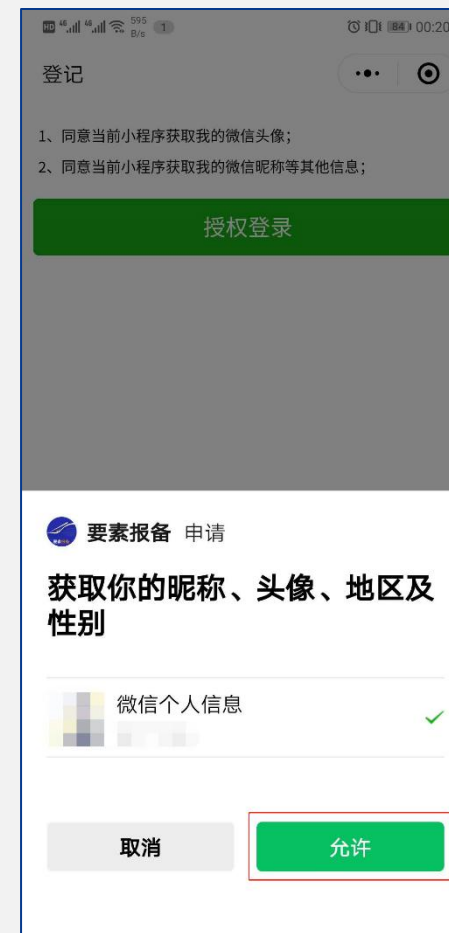 HD 4G 4G 595 B/s 1 84 00:20
登记
1、同意当前小程序获取我的微信头像；
2、同意当前小程序获取我的微信昵称等其他信息；
授权登录
要素报备 申请
获取你的昵称、头像、地区及
性别
微信个人信息
取消 允许